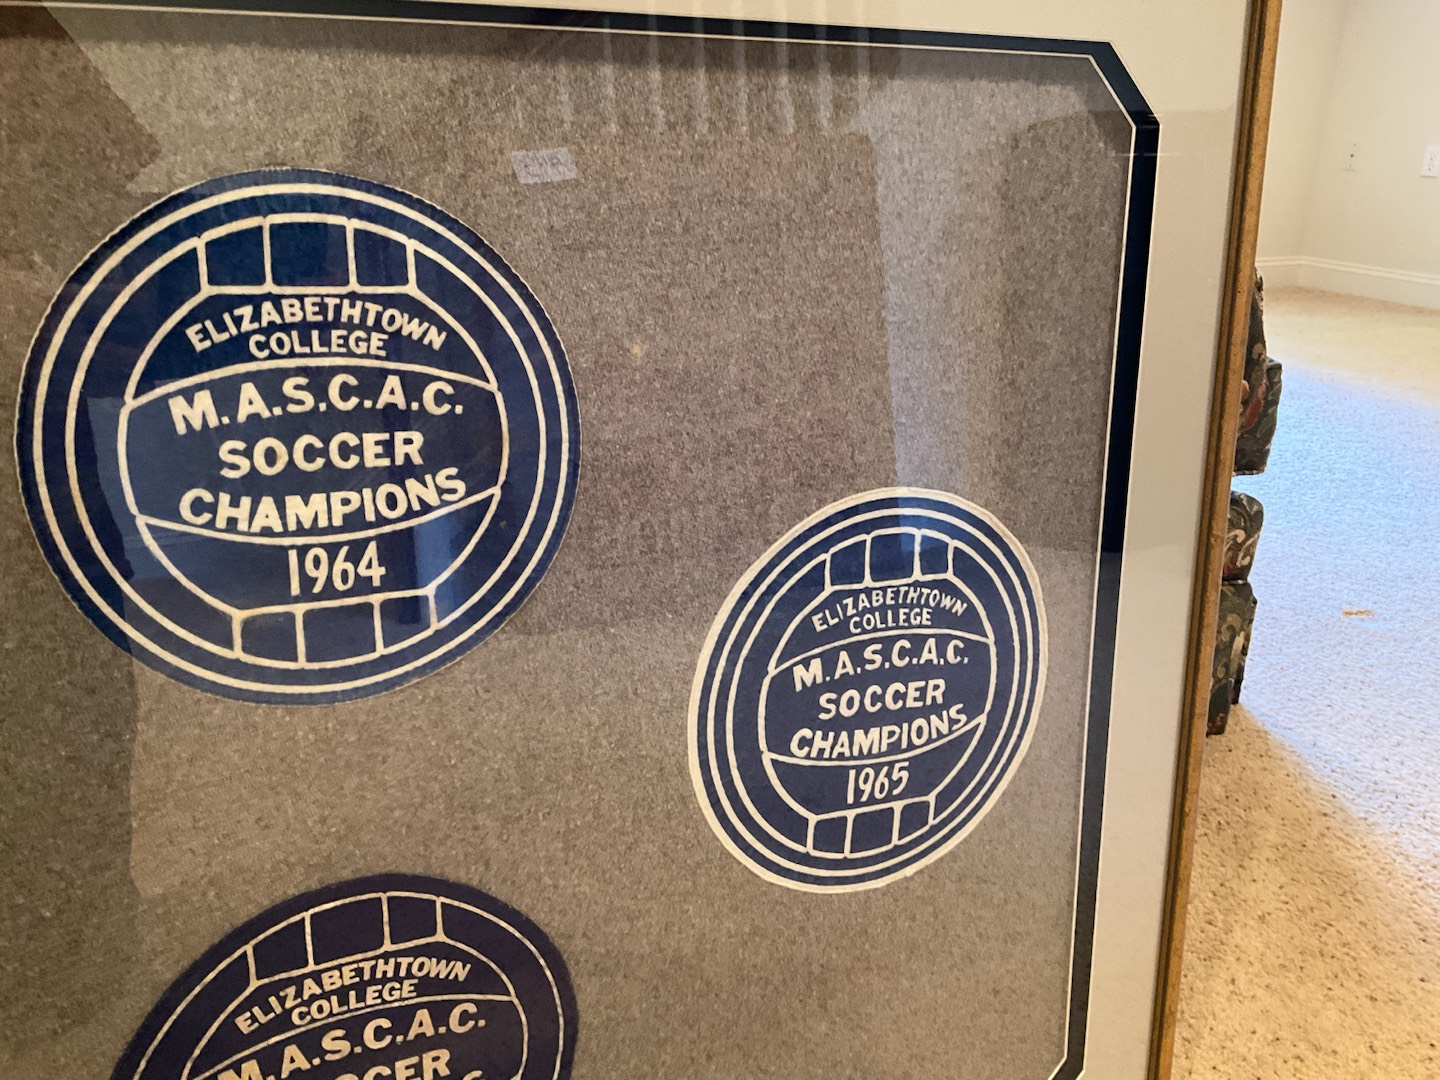 ELIZABETHTOWN
COLLEGE
M.A.S.C.A.C.
SOCCER
CHAMPIONS
1964
ELIZABETHTOWN
COLLEGE
M.A.S.C.A.C.
SOCCER
CHAMPIONS
1965
ELIZABETHTOWN
COLLEGE
M.A.S.C.A.C.